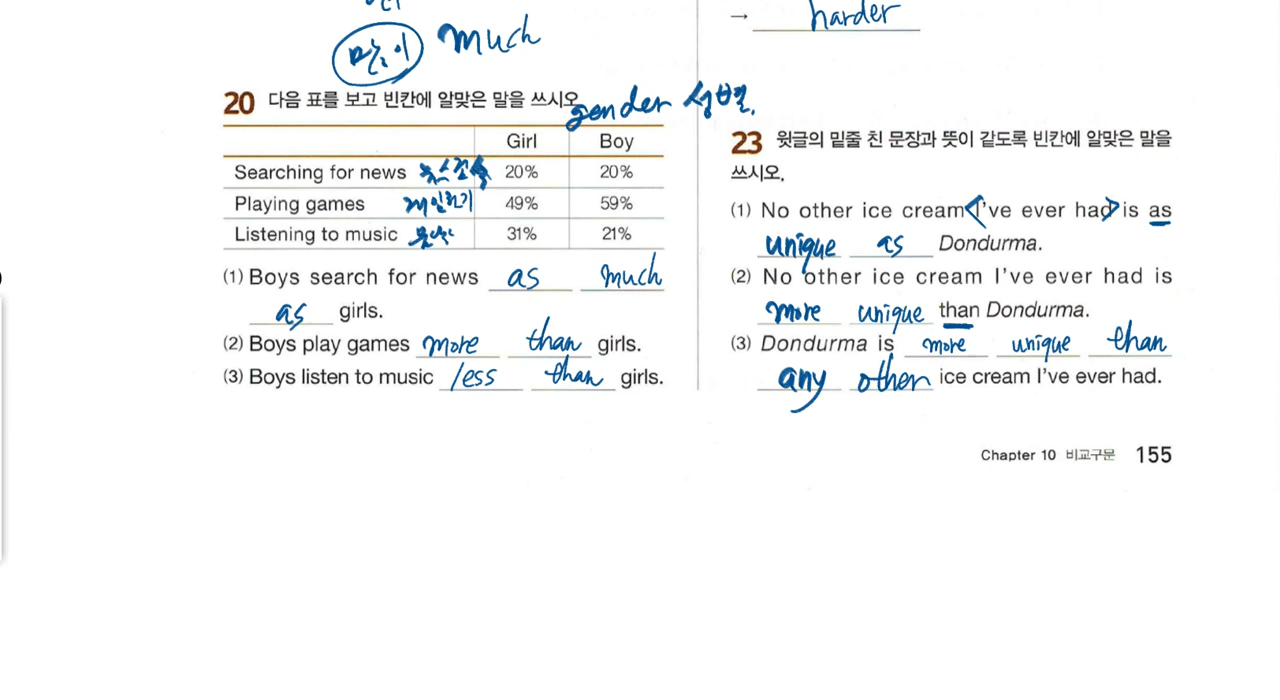 많이 much
20 다음 표를 보고 빈칸에 알맞은 말을 쓰시오.
gender 성별.
Girl Boy
Searching for news 20% 20%
Playing games 게임하기 49% 59%
Listening to music 31% 21%
(1) Boys search for news as much
as girls.
(2) Boys play games more than girls.
(3) Boys listen to music less than girls.
→ harder
23 윗글의 밑줄 친 문장과 뜻이 같도록 빈칸에 알맞은 말을
쓰시오.
(1) No other ice cream <I've ever had> is as
unique as Dondurma.
(2) No other ice cream I've ever had is
more unique than Dondurma.
(3) Dondurma is more unique than
any other ice cream I've ever had.
Chapter 10 비교구문 155